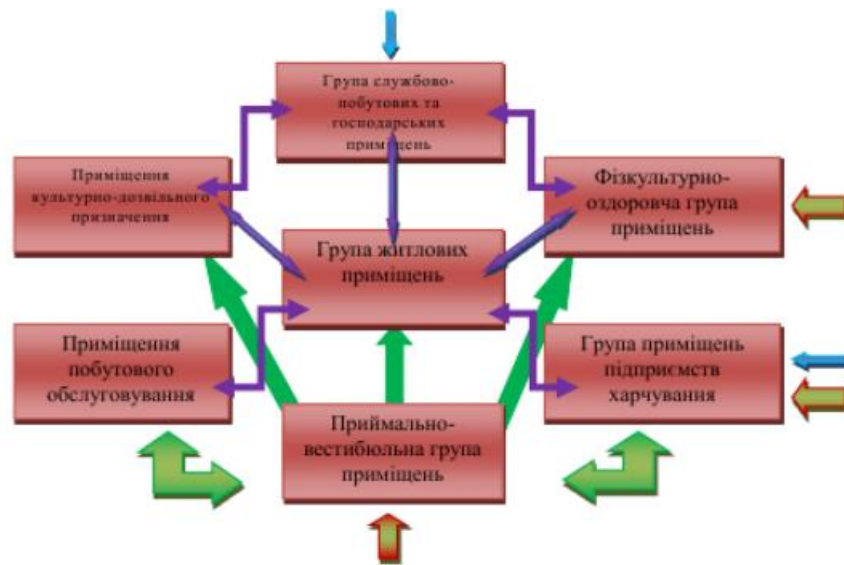 Група службово-
побутових та
господарських
приміщень
Приміщення
культурно-дозвільного
призначення
Фізкультурно-
оздоровча група
приміщень
Група житлових
приміщень
Приміщення
побутового
обслуговування
Група приміщень
підприємств
харчування
Приймально-
вестибюльна група
приміщень